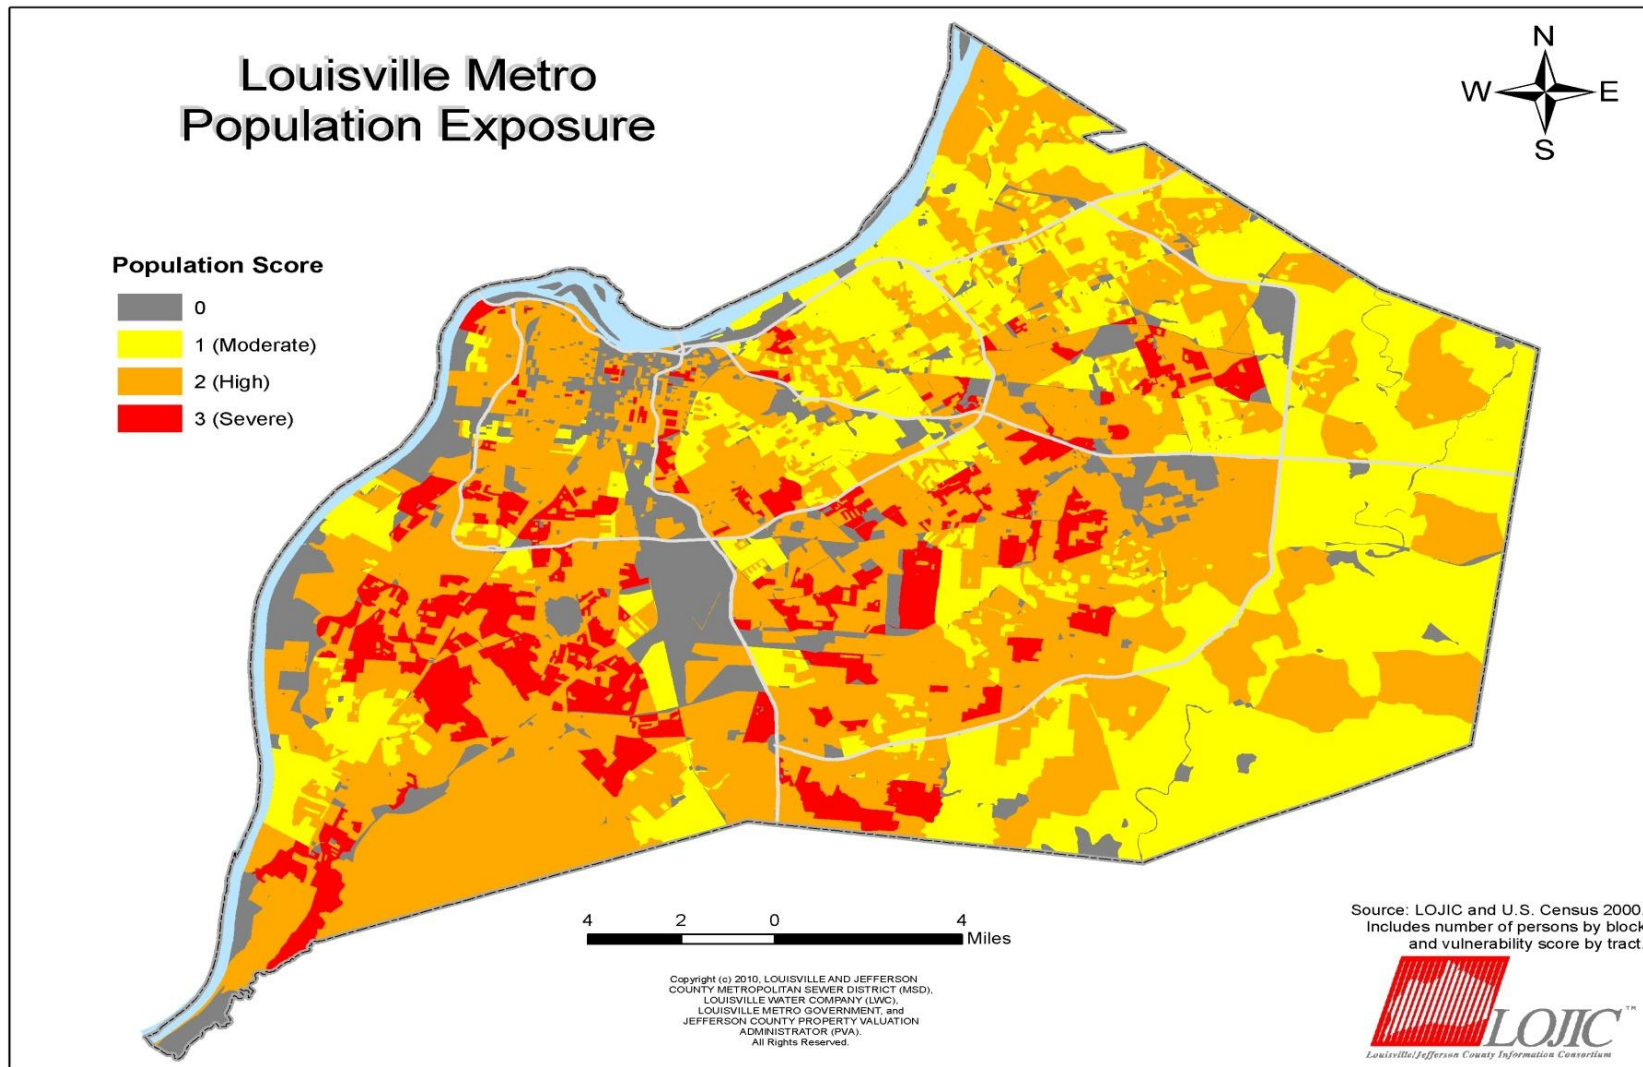 Louisville Metro
Population Exposure
N
W E
S
Population Score
0
1 (Moderate)
2 (High)
3 (Severe)
4 2 0 4
Miles
Copyright (c) 2010, LOUISVILLE AND JEFFERSON
COUNTY METROPOLITAN SEWER DISTRICT (MSD),
LOUISVILLE WATER COMPANY (LWC),
LOUISVILLE METRO GOVERNMENT, and
JEFFERSON COUNTY PROPERTY VALUATION
ADMINISTRATOR (PVA).
All Rights Reserved.
Source: LOJIC and U.S. Census 2000.
Includes number of persons by block
and vulnerability score by tract.
LOJIC™
Louisville/Jefferson County Information Consortium